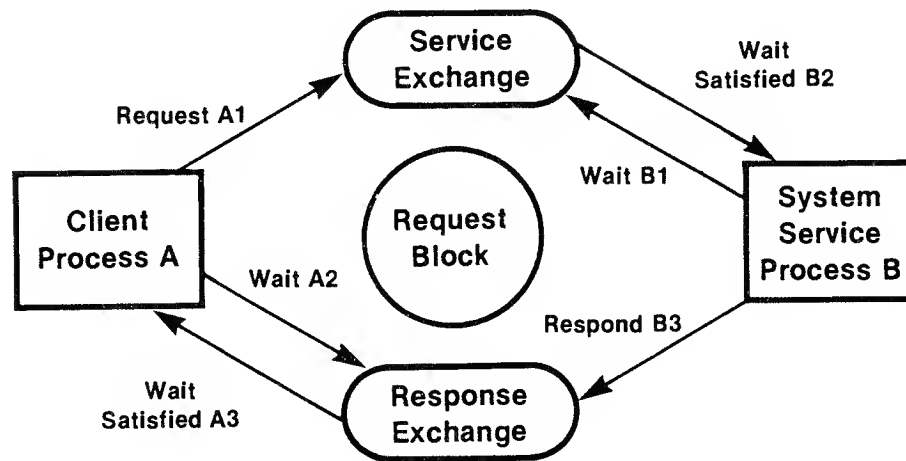 Service
Exchange
Wait
Satisfied B2
Request A1
Wait B1
Client
Process A
Request
Block
System
Service
Process B
Wait A2
Respond B3
Wait
Satisfied A3
Response
Exchange